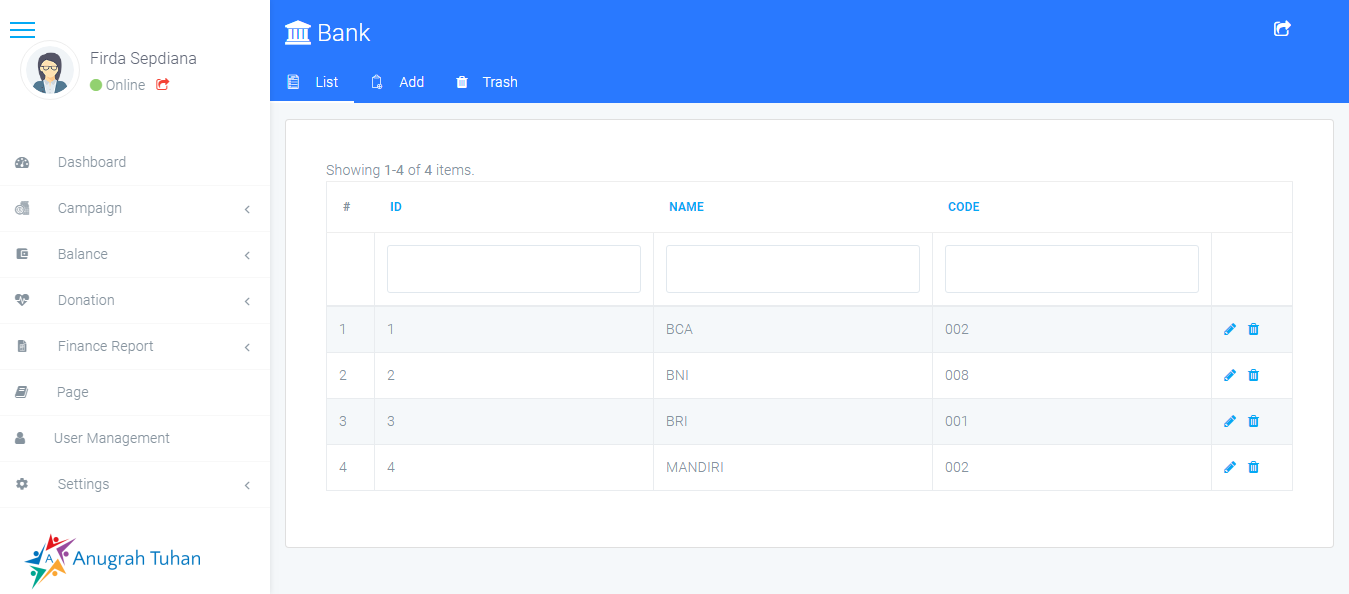 Firda Sepdiana
Online
Dashboard
Campaign
Balance
Donation
Finance Report
Page
User Management
Settings
A
Anugrah Tuhan
Bank
List Add Trash
Showing 1-4 of 4 items.
# ID NAME CODE
1 1 BCA 002
2 2 BNI 008
3 3 BRI 001
4 4 MANDIRI 002